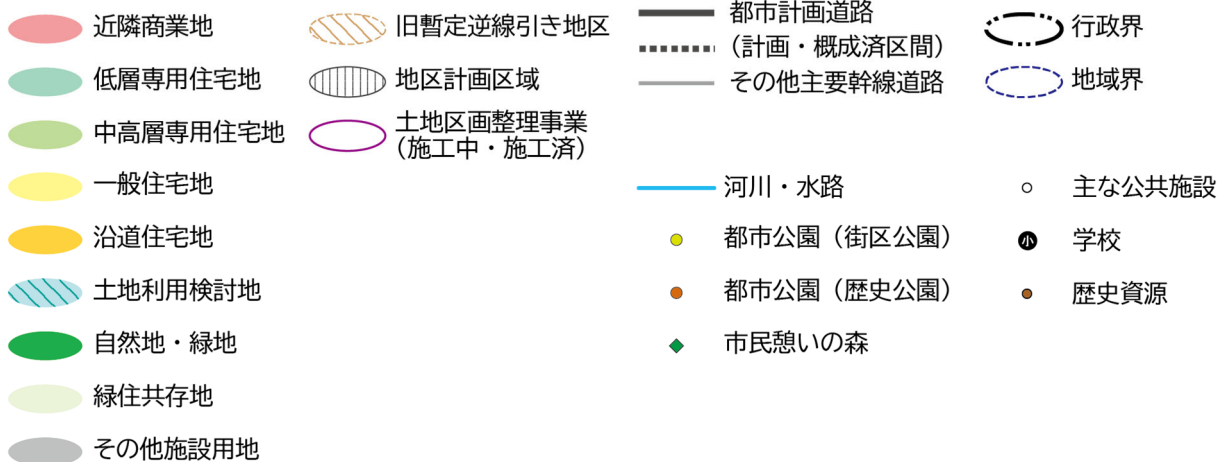 近隣商業地
低層専用住宅地
中高層専用住宅地
一般住宅地
沿道住宅地
土地利用検討地
自然地・緑地
緑住共存地
その他施設用地
旧暫定逆線引き地区
地区計画区域
土地区画整理事業
（施工中・施工済）
都市計画道路
（計画・概成済区間）
その他主要幹線道路
河川・水路
都市公園（街区公園）
都市公園（歴史公園）
市民憩いの森
行政界
地域界
主な公共施設
小
学校
歴史資源